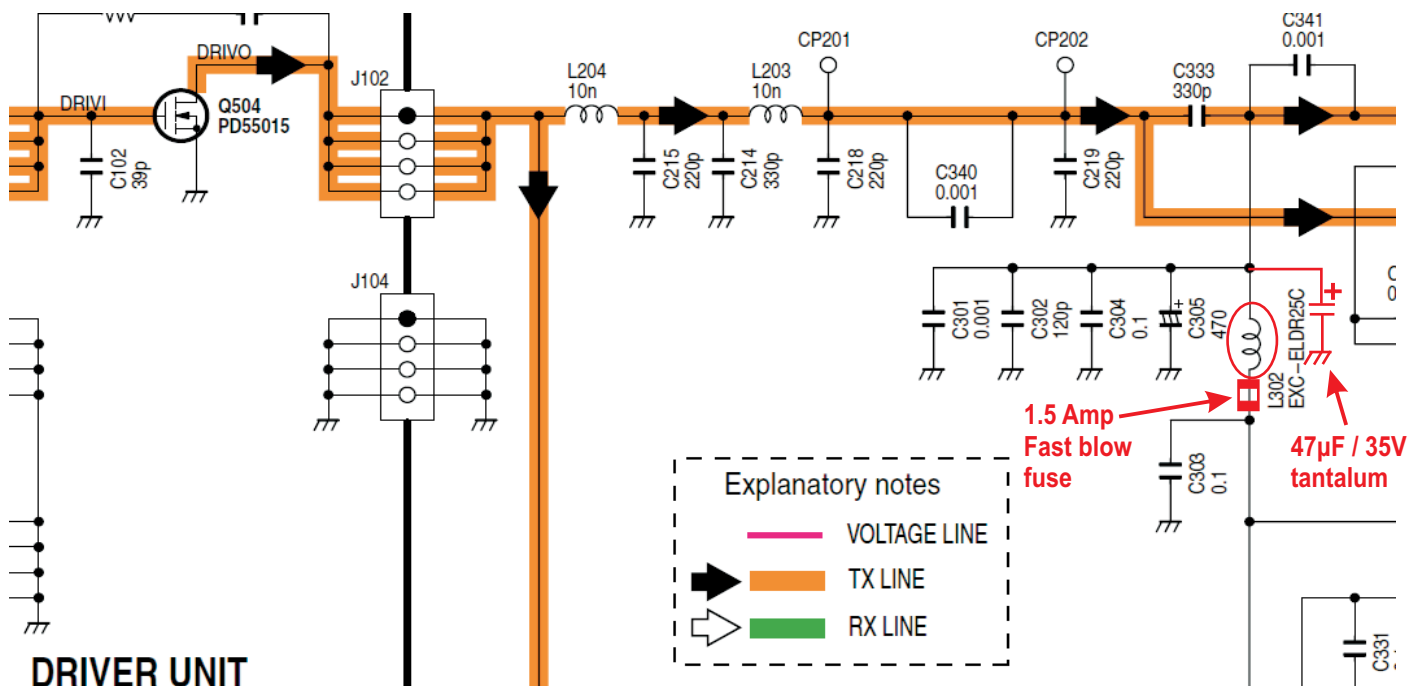 C341
0.001
DRIVO
J102
L204
10n
L203
10n
CP201
CP202
C333
330p
DRIVI
Q504
PD55015
C102
39p
C215
220p
C214
330p
C218
220p
C340
0.001
C219
220p
J104
C301
0.001
C302
120p
C304
0.1
+
C305
470
L302
EXC-ELDR25C
+
C
0
1.5 Amp
Fast blow
fuse
47µF / 35V
tantalum
C303
0.1
Explanatory notes
VOLTAGE LINE
TX LINE
RX LINE
C331
DRIVER UNIT